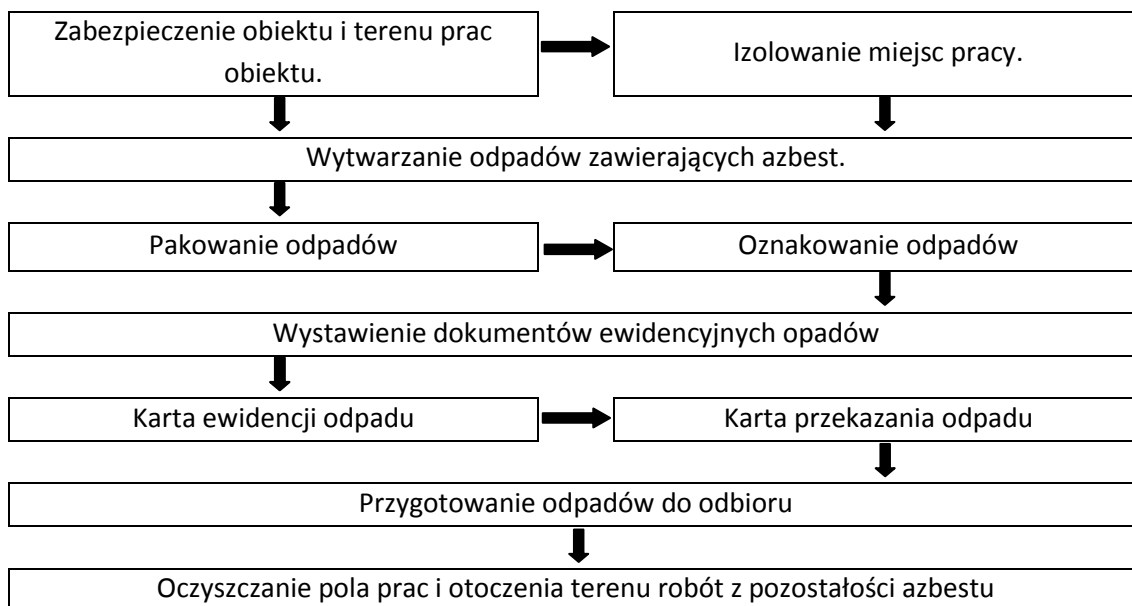 Zabezpieczenie obiektu i terenu prac
obiektu.
Izolowanie miejsc pracy.
Wytwarzanie odpadów zawierających azbest.
Pakowanie odpadów
Oznakowanie odpadów
Wystawienie dokumentów ewidencyjnych opadów
Karta ewidencji odpadu
Karta przekazania odpadu
Przygotowanie odpadów do odbioru
Oczyszczanie pola prac i otoczenia terenu robót z pozostałości azbestu